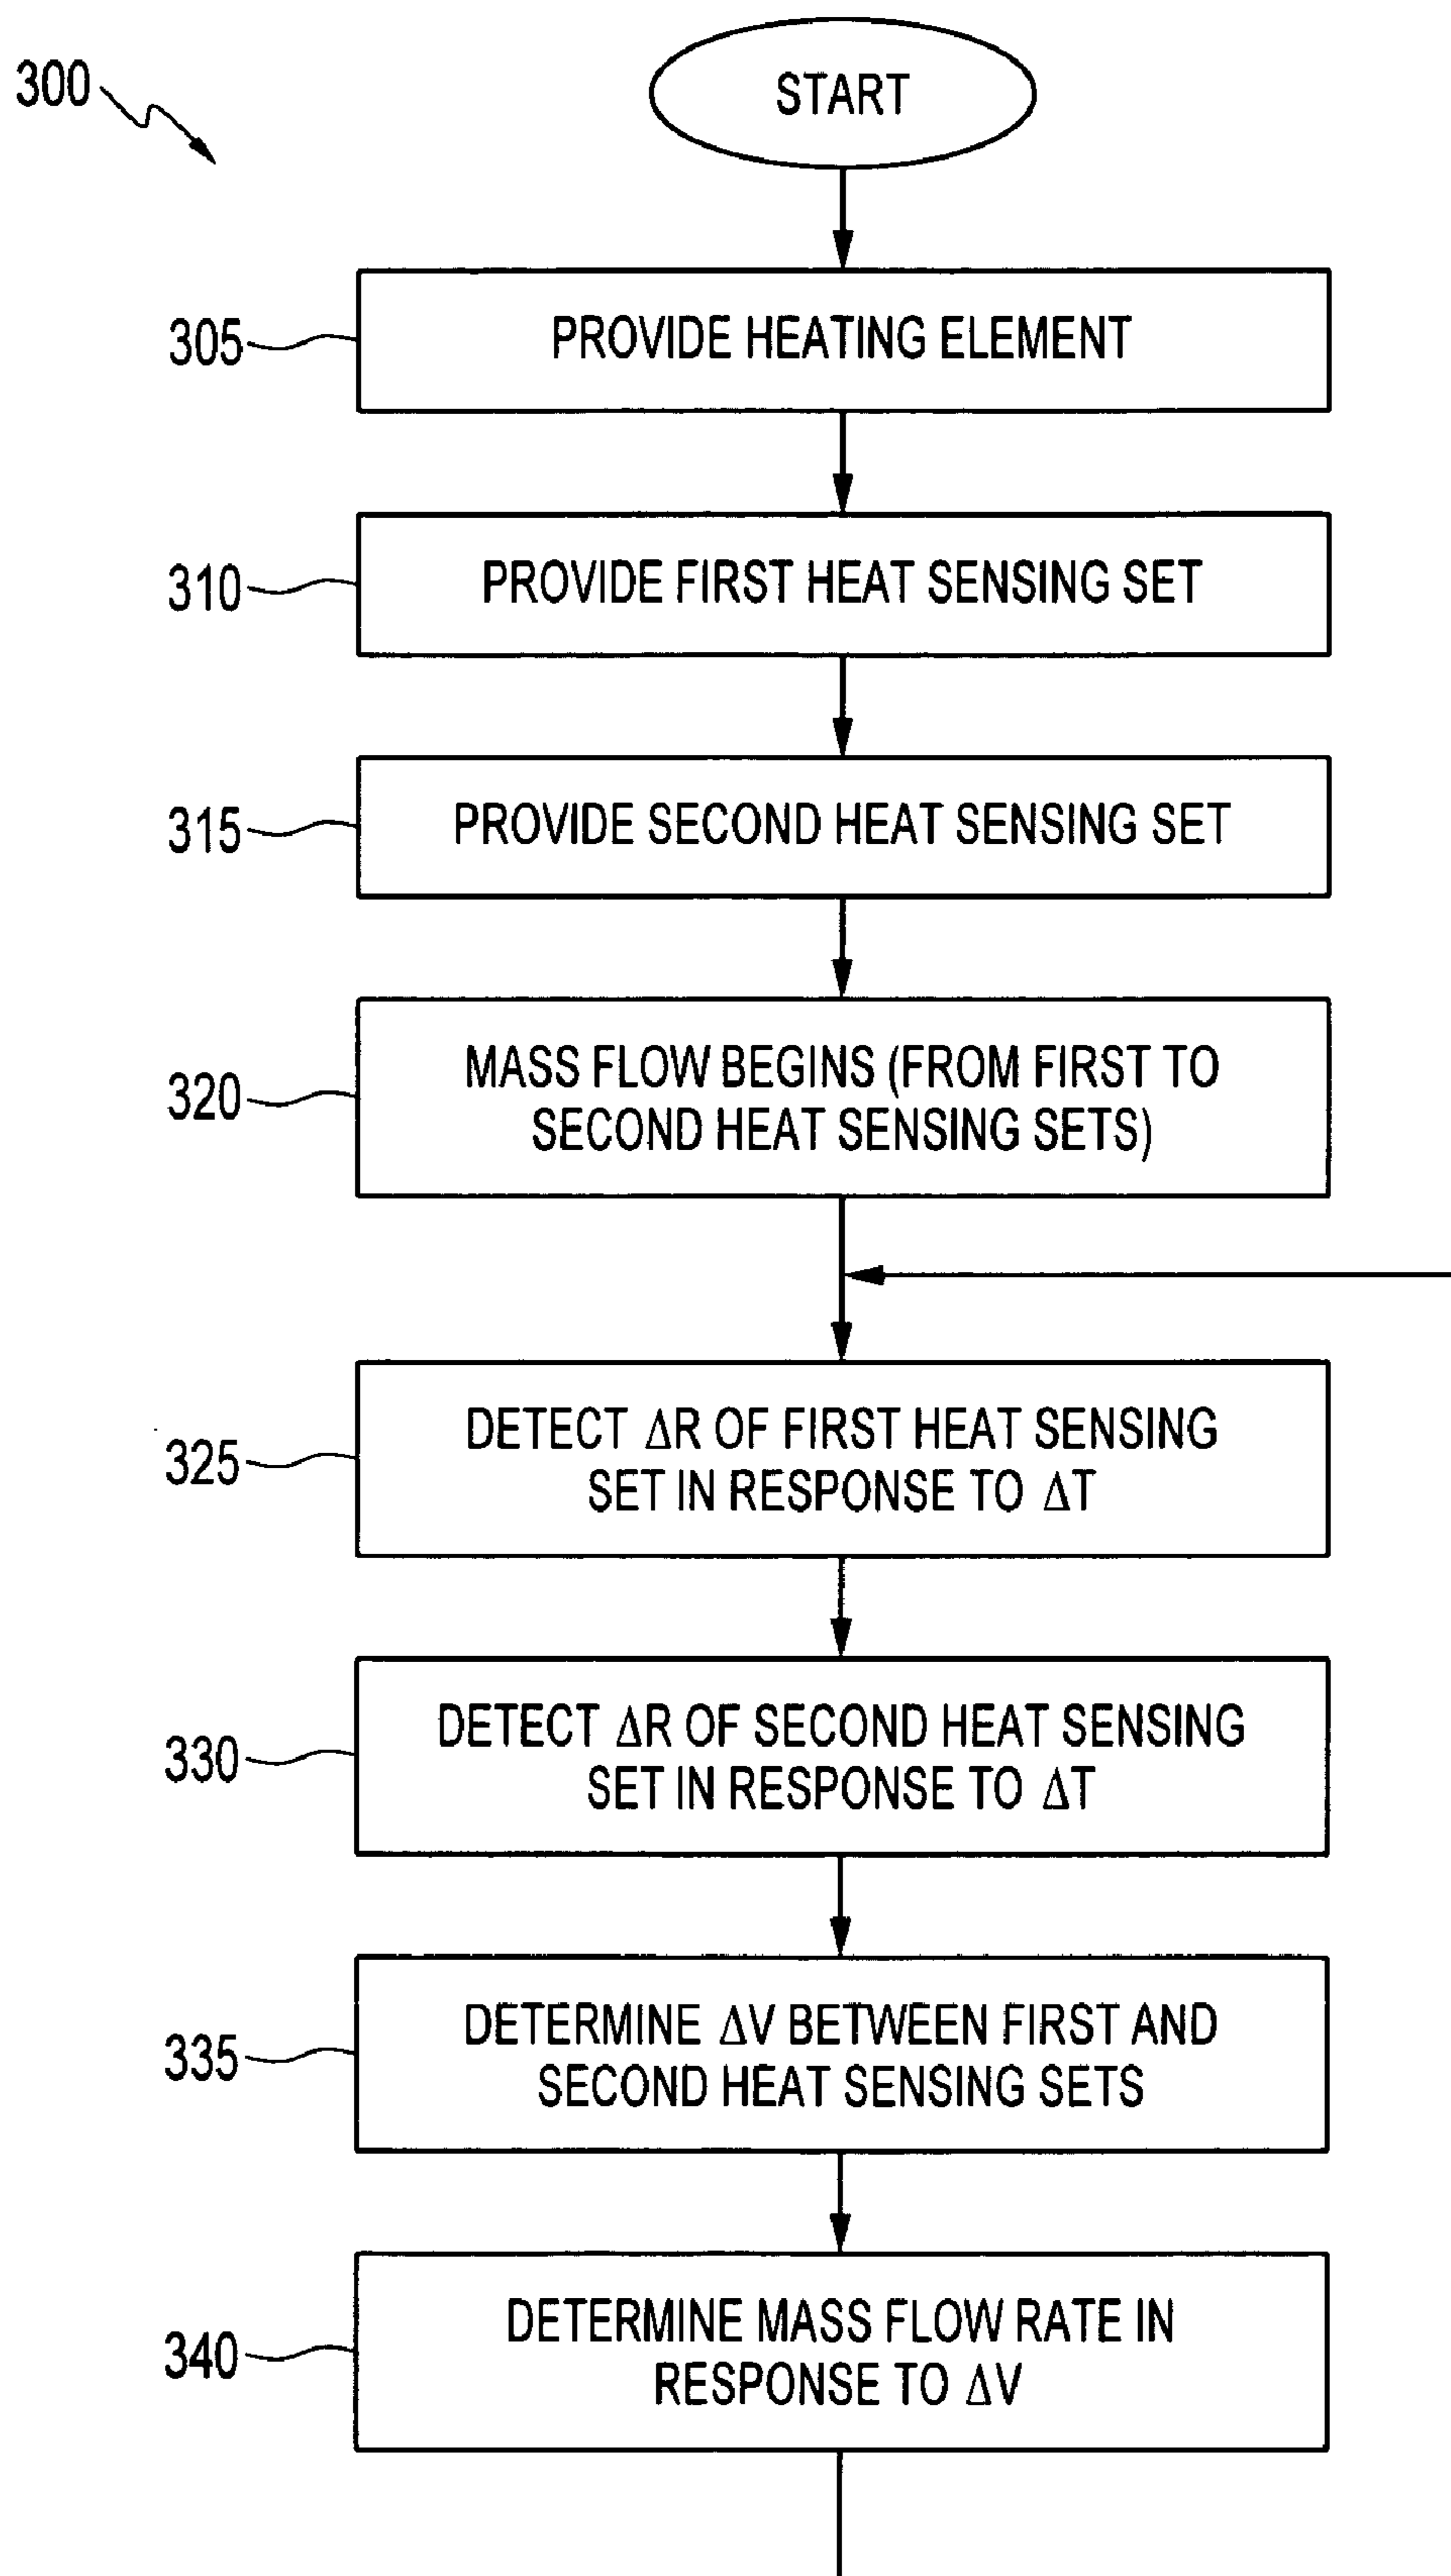 300
START
305
PROVIDE HEATING ELEMENT
310
PROVIDE FIRST HEAT SENSING SET
315
PROVIDE SECOND HEAT SENSING SET
320
MASS FLOW BEGINS (FROM FIRST TO
SECOND HEAT SENSING SETS)
325
DETECT ΔR OF FIRST HEAT SENSING
SET IN RESPONSE TO ΔT
330
DETECT ΔR OF SECOND HEAT SENSING
SET IN RESPONSE TO ΔT
335
DETERMINE ΔV BETWEEN FIRST AND
SECOND HEAT SENSING SETS
340
DETERMINE MASS FLOW RATE IN
RESPONSE TO ΔV